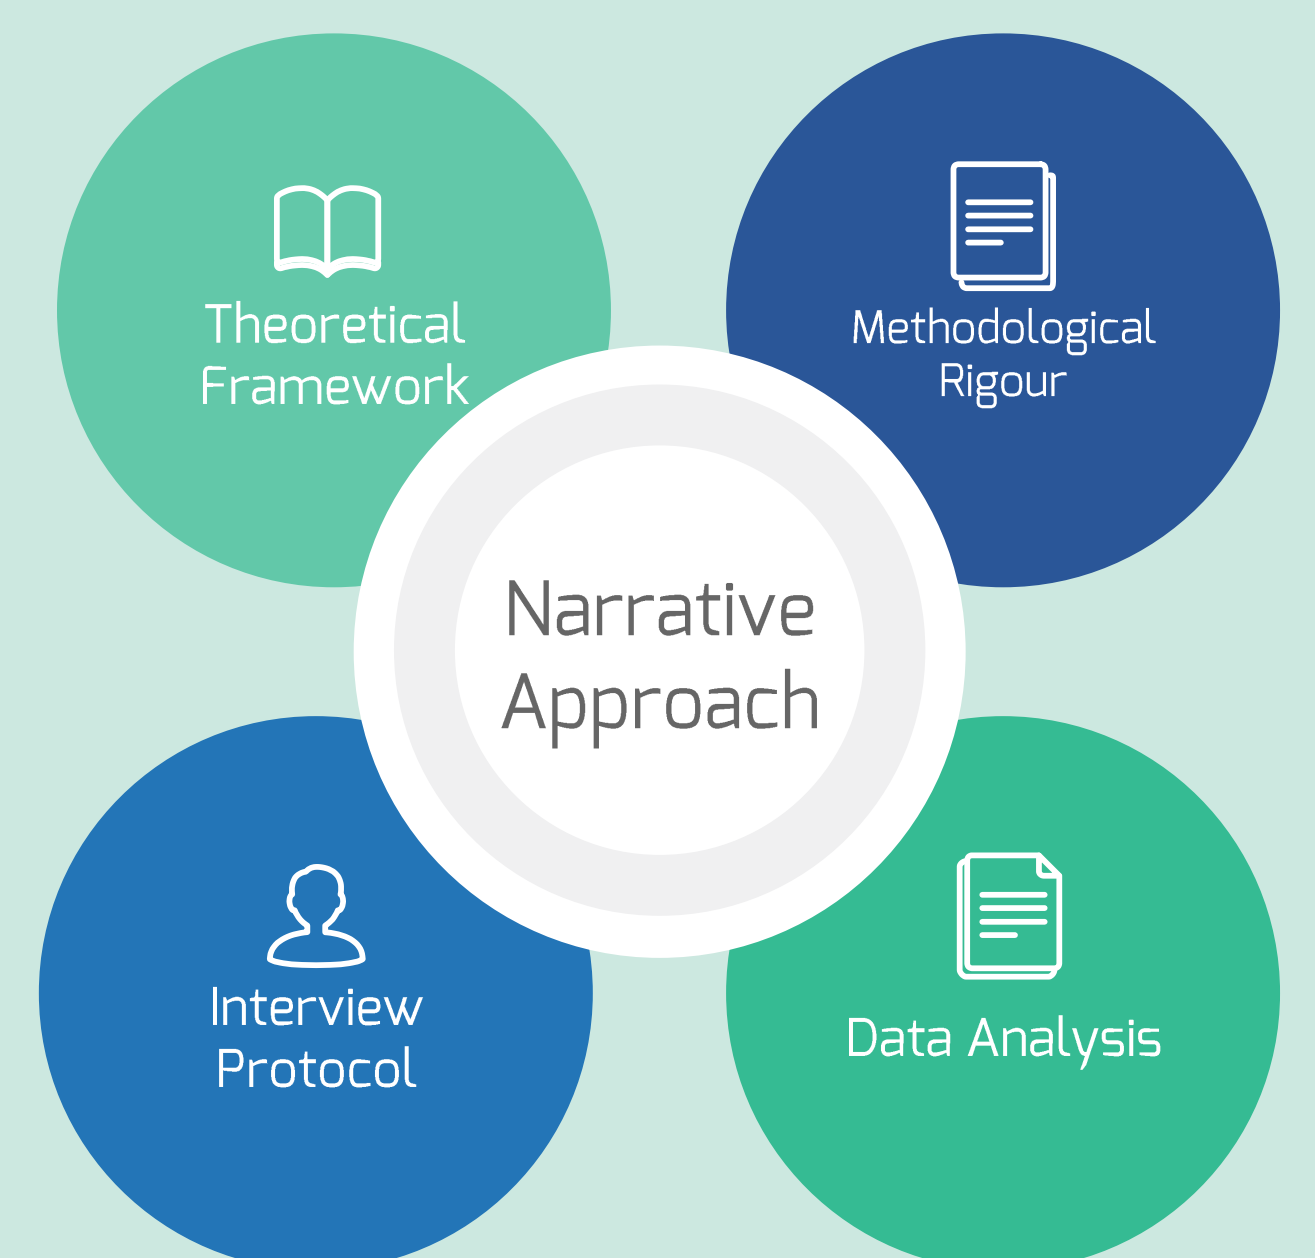 Theoretical
Framework
Methodological
Rigour
Narrative
Approach
Interview
Protocol
Data Analysis